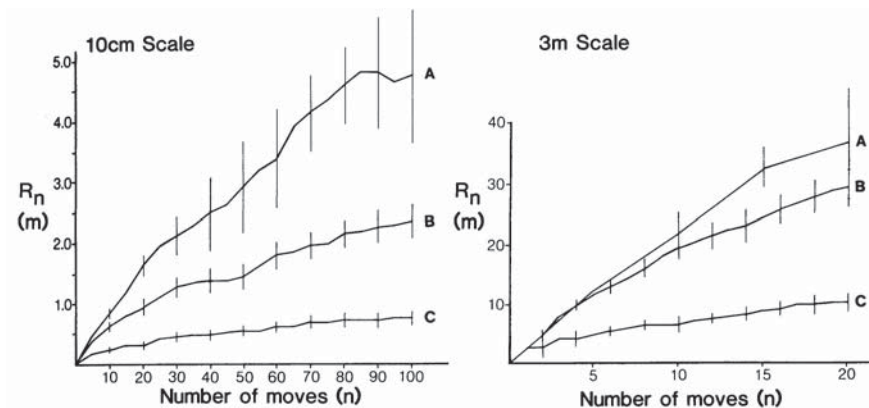 10cm Scale
5.0
4.0
3.0
2.0
1.0
Rn
(m)
A
B
C
10 20 30 40 50 60 70 80 90 100
Number of moves (n)
3m Scale
40
30
20
10
Rn
(m)
A
B
C
5 10 15 20
Number of moves (n)